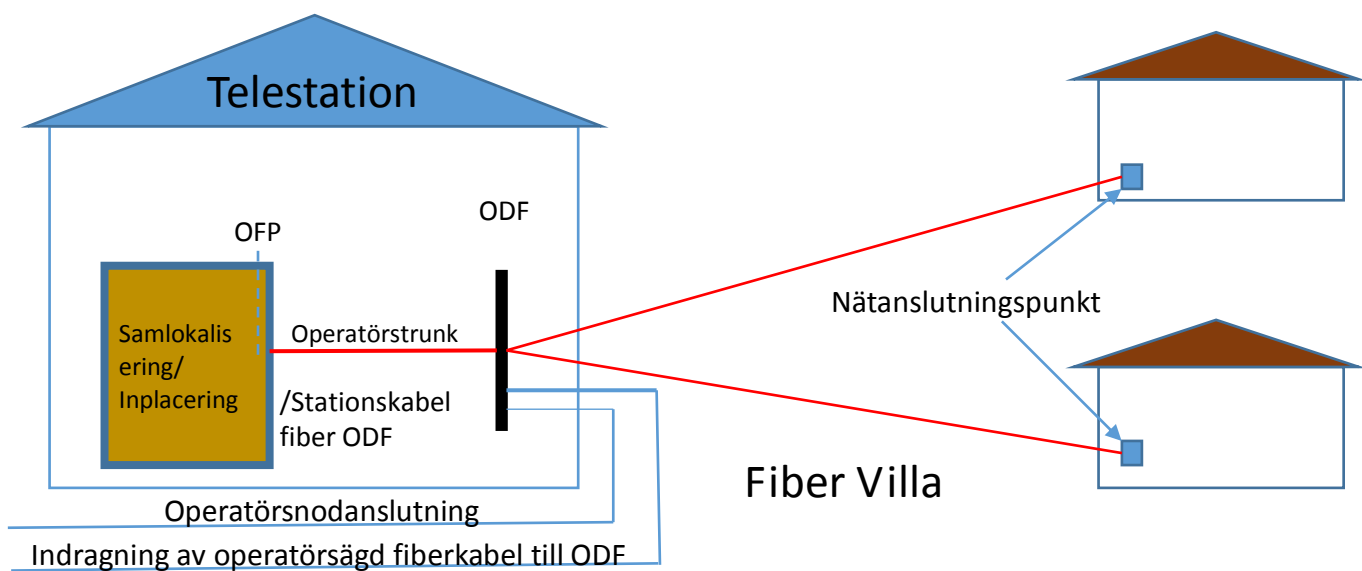 Telestation
ODF
OFP
Samlokalis
ering/
Inplacering
Operatörstrunk
/Stationskabel
fiber ODF
Nätanslutningspunkt
Fiber Villa
Operatörsnodanslutning
Indragning av operatörsägd fiberkabel till ODF